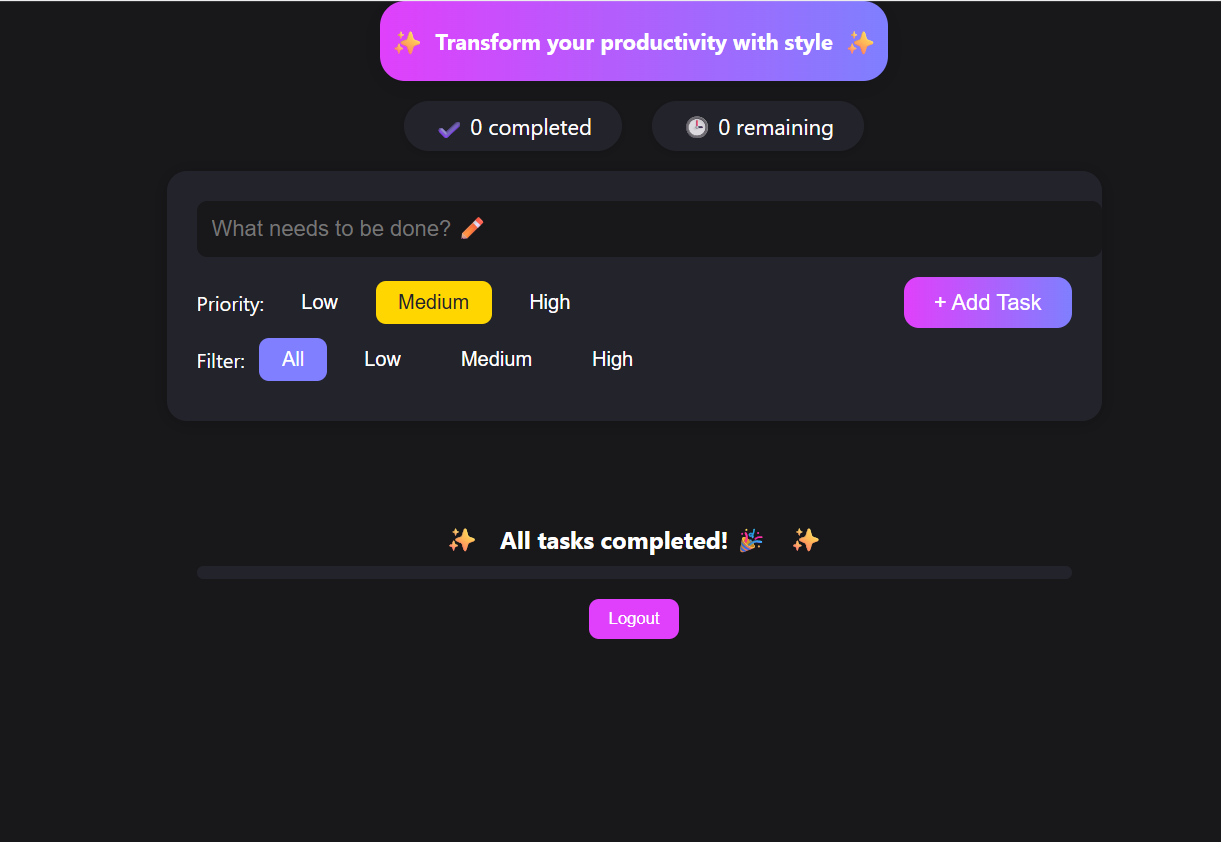 ✨ Transform your productivity with style ✨
✔ 0 completed 🕒 0 remaining
What needs to be done? ✏️
Priority: Low Medium High + Add Task
Filter: All Low Medium High
✨ All tasks completed! 🎉 ✨
Logout